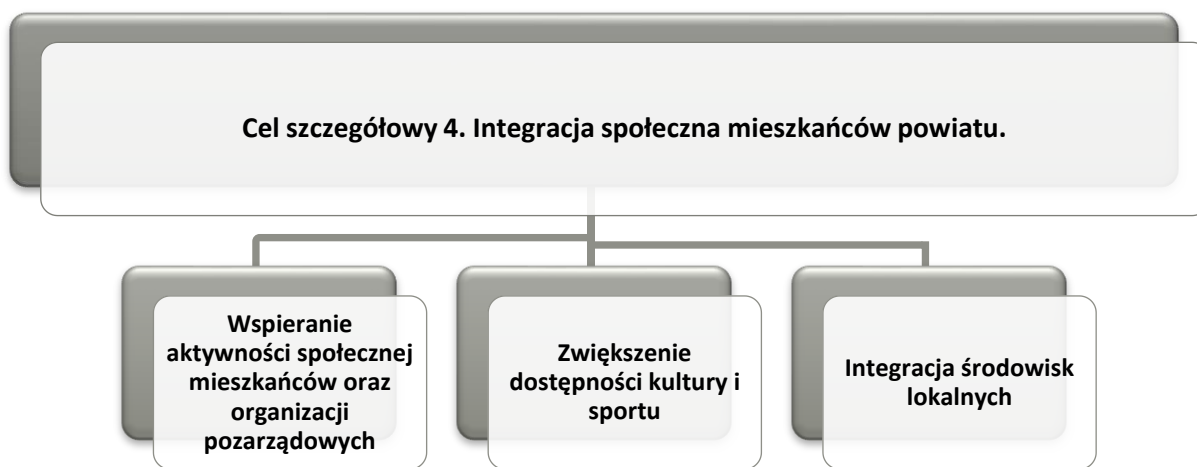 Cel szczegółowy 4. Integracja społeczna mieszkańców powiatu.
Wspieranie
aktywności społecznej
mieszkańców oraz
organizacji
pozarządowych
Zwiększenie
dostępności kultury i
sportu
Integracja środowisk
lokalnych